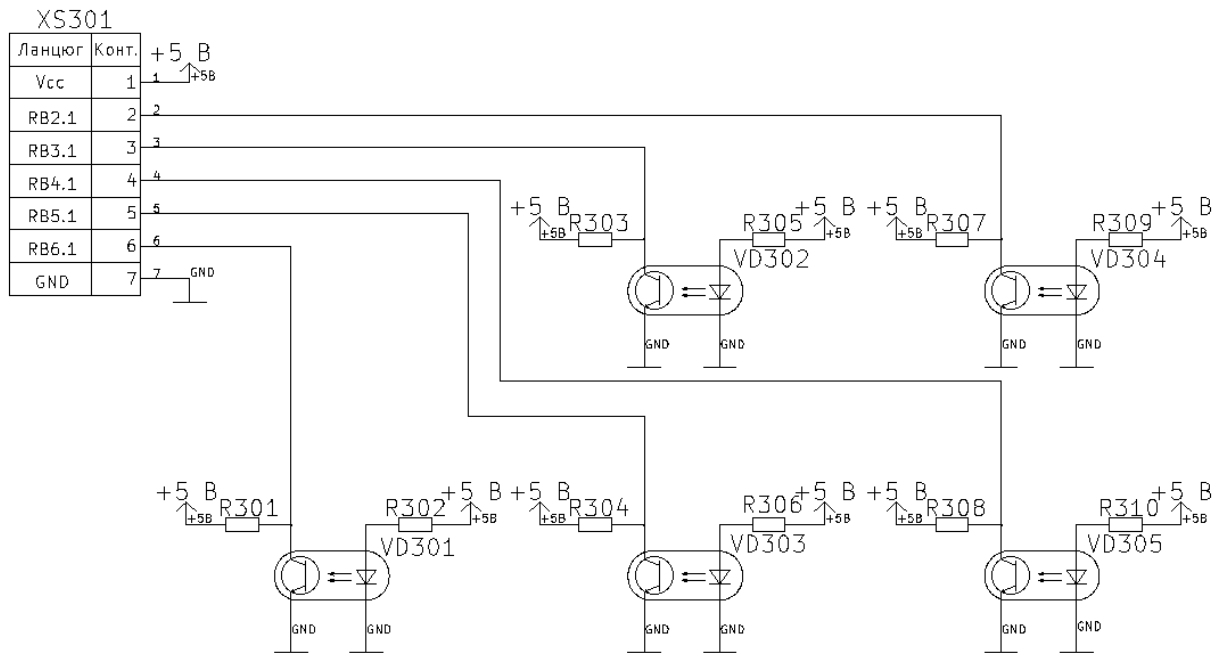 XS301
Ланцюг Конт. +5 В
Vcc 1 1 +5В
RB2.1 2 2
RB3.1 3 3
RB4.1 4 4
RB5.1 5 5
RB6.1 6 6
GND 7 7 GND
+5 В R303 R305 +5 В +5 В R307 R309 +5 В
+5В +5В +5В +5В
VD302 VD304
GND GND GND GND
+5 В R301 R302 +5 В +5 В R304 R306 +5 В +5 В R308 R310 +5 В
+5В +5В +5В +5В +5В +5В
VD301 VD303 VD305
GND GND GND GND GND GND